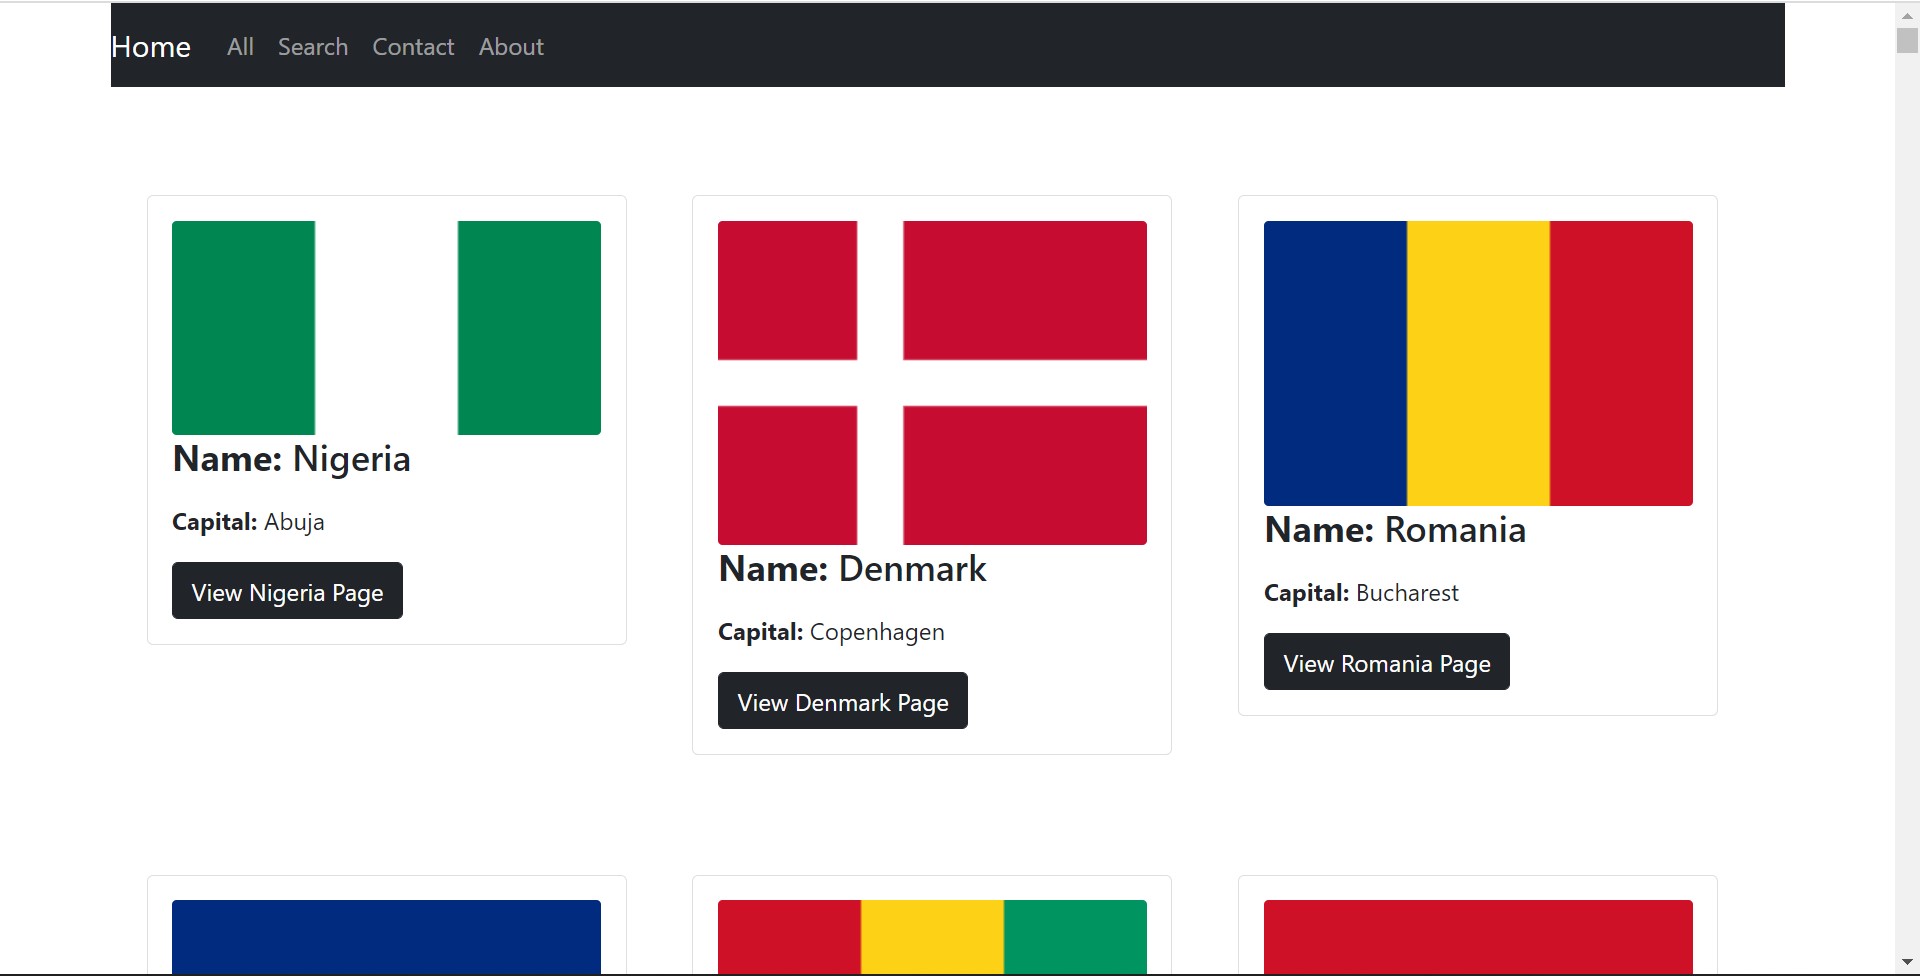 Home All Search Contact About
Name: Nigeria
Capital: Abuja
View Nigeria Page
Name: Denmark
Capital: Copenhagen
View Denmark Page
Name: Romania
Capital: Bucharest
View Romania Page